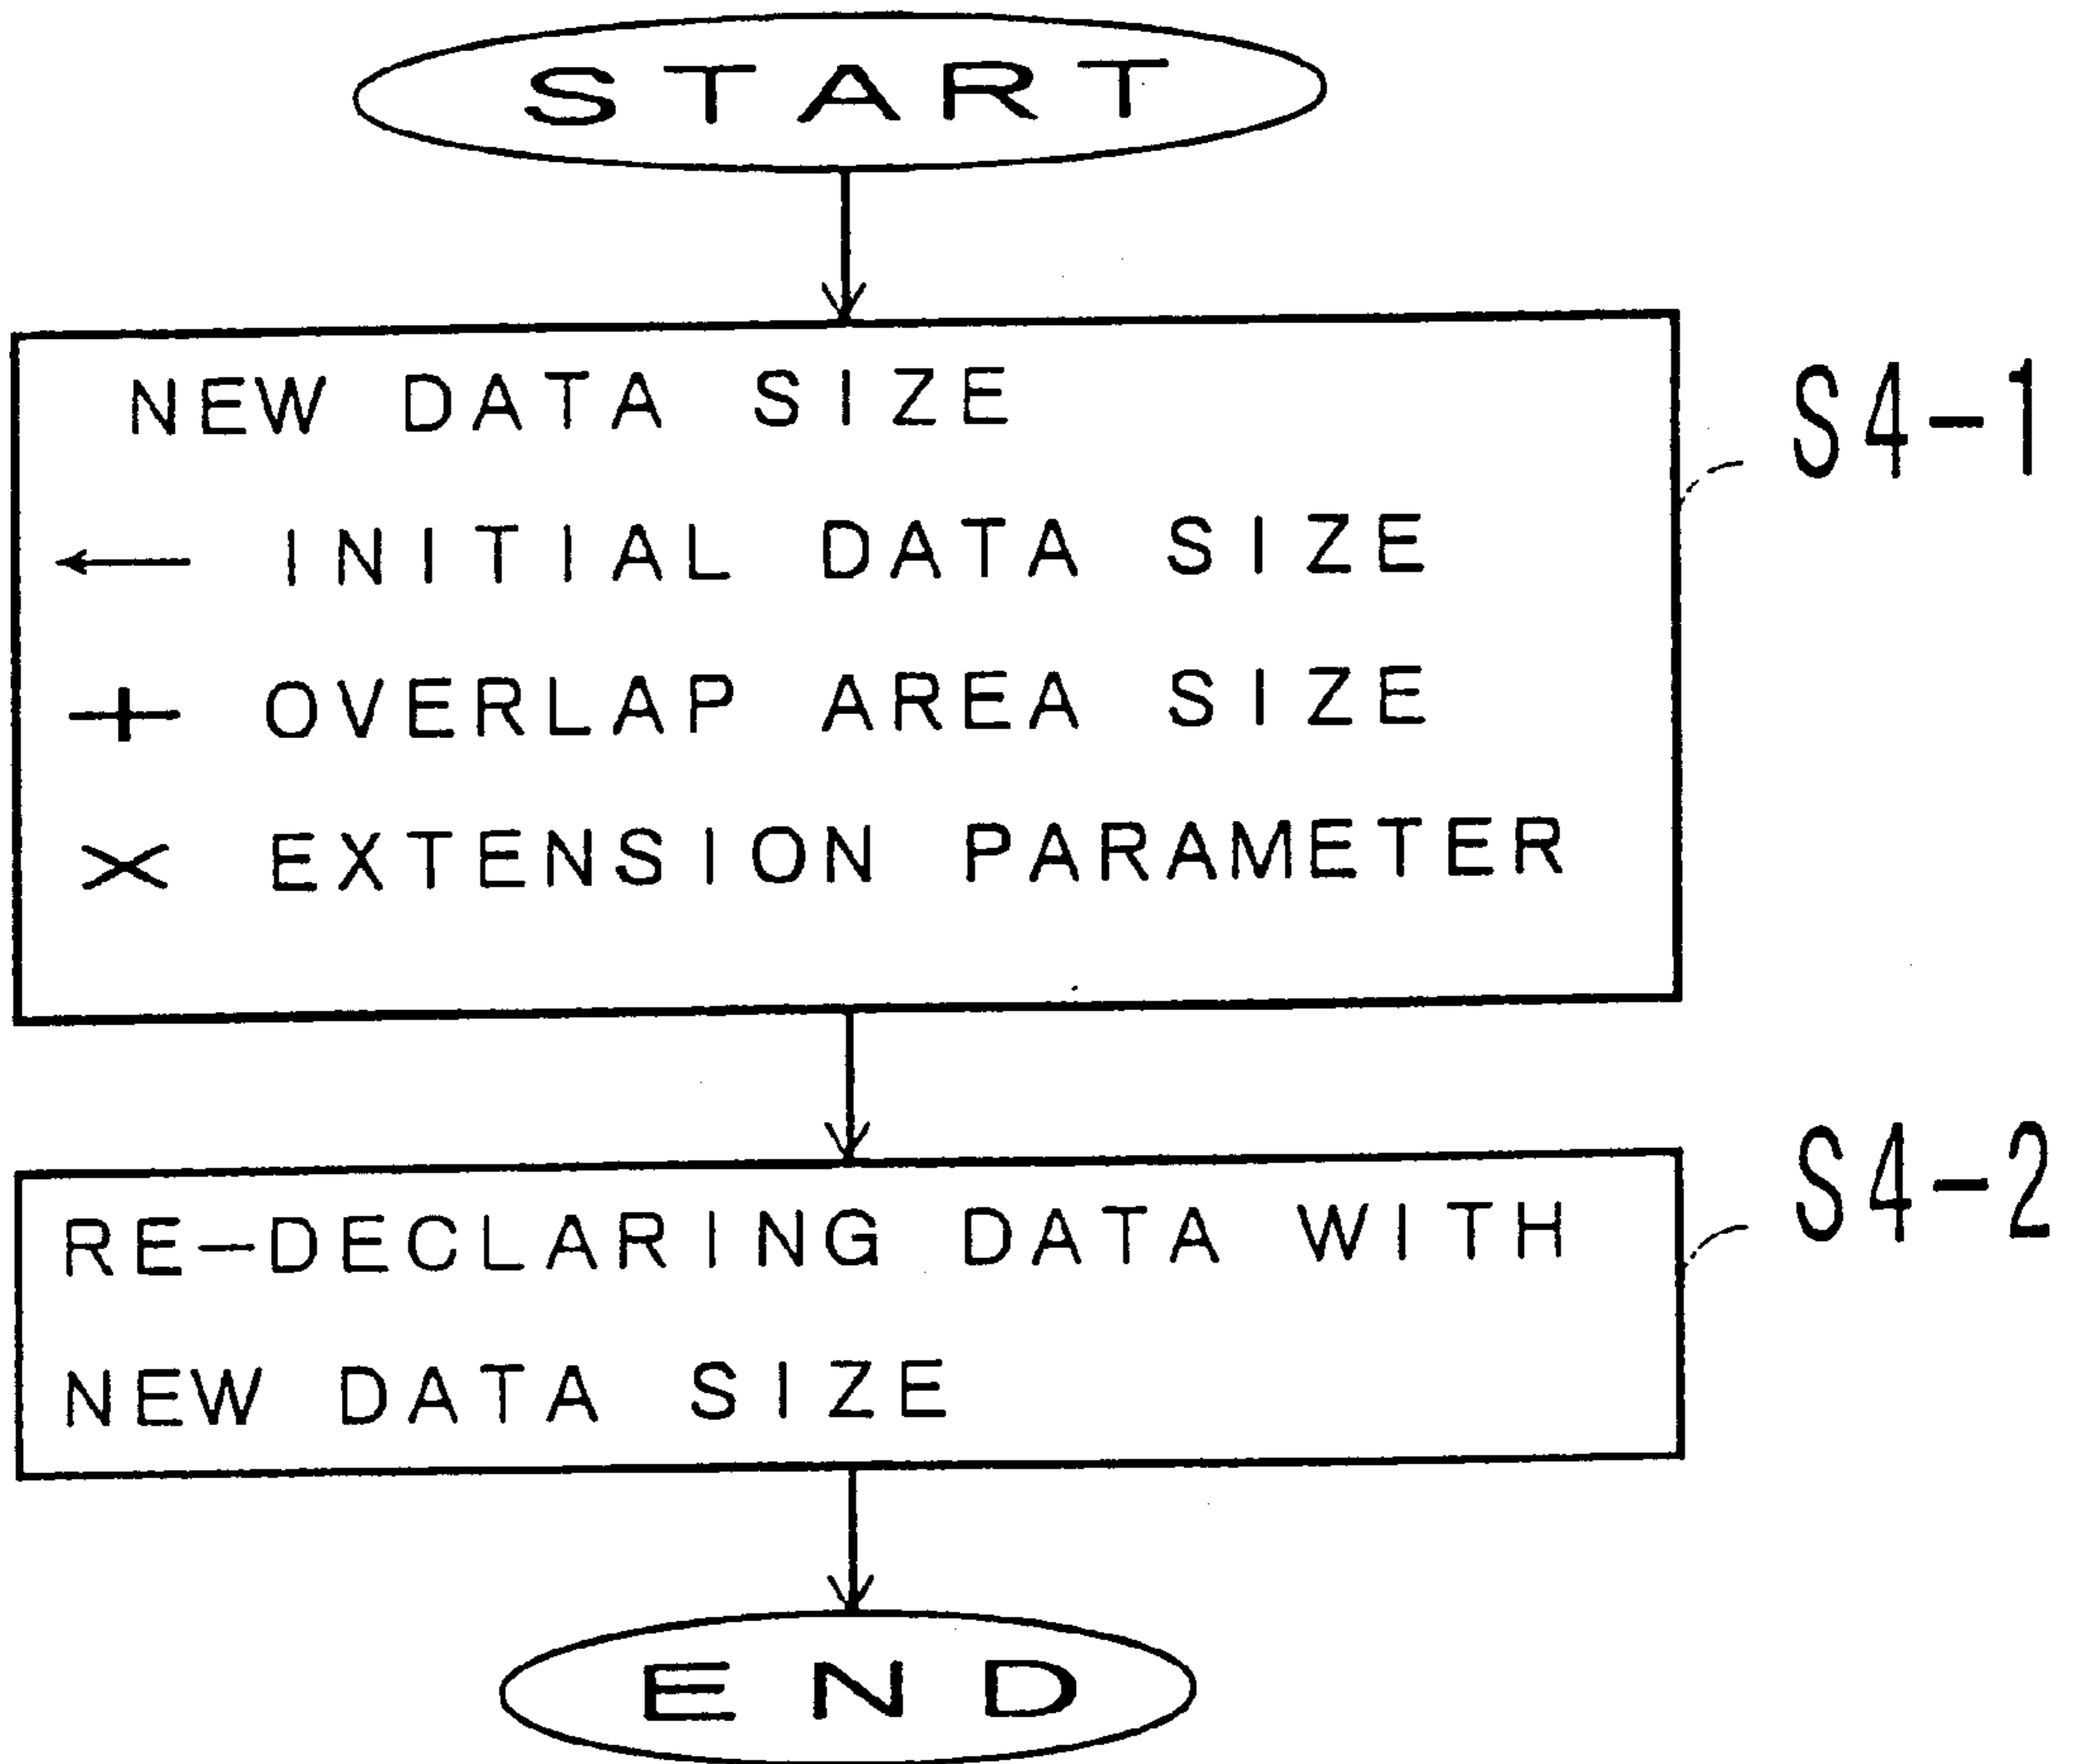 START
NEW DATA SIZE
← INITIAL DATA SIZE
+ OVERLAP AREA SIZE
× EXTENSION PARAMETER
S4-1
RE-DECLARING DATA WITH
NEW DATA SIZE
S4-2
END